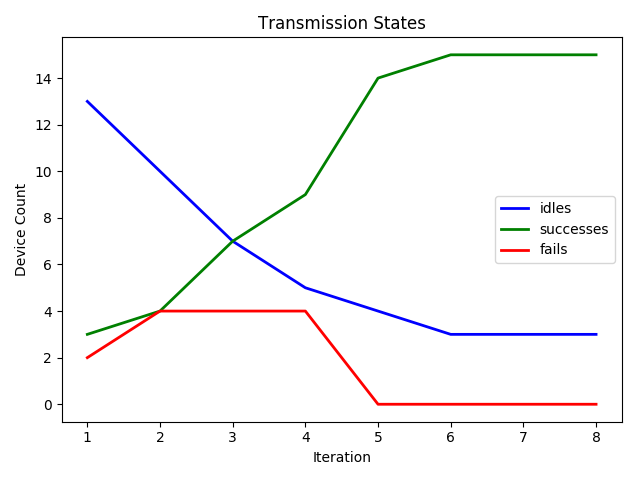 Transmission States
Device Count
14
12
10
8
6
4
2
0
idles
successes
fails
1 2 3 4 5 6 7 8
Iteration